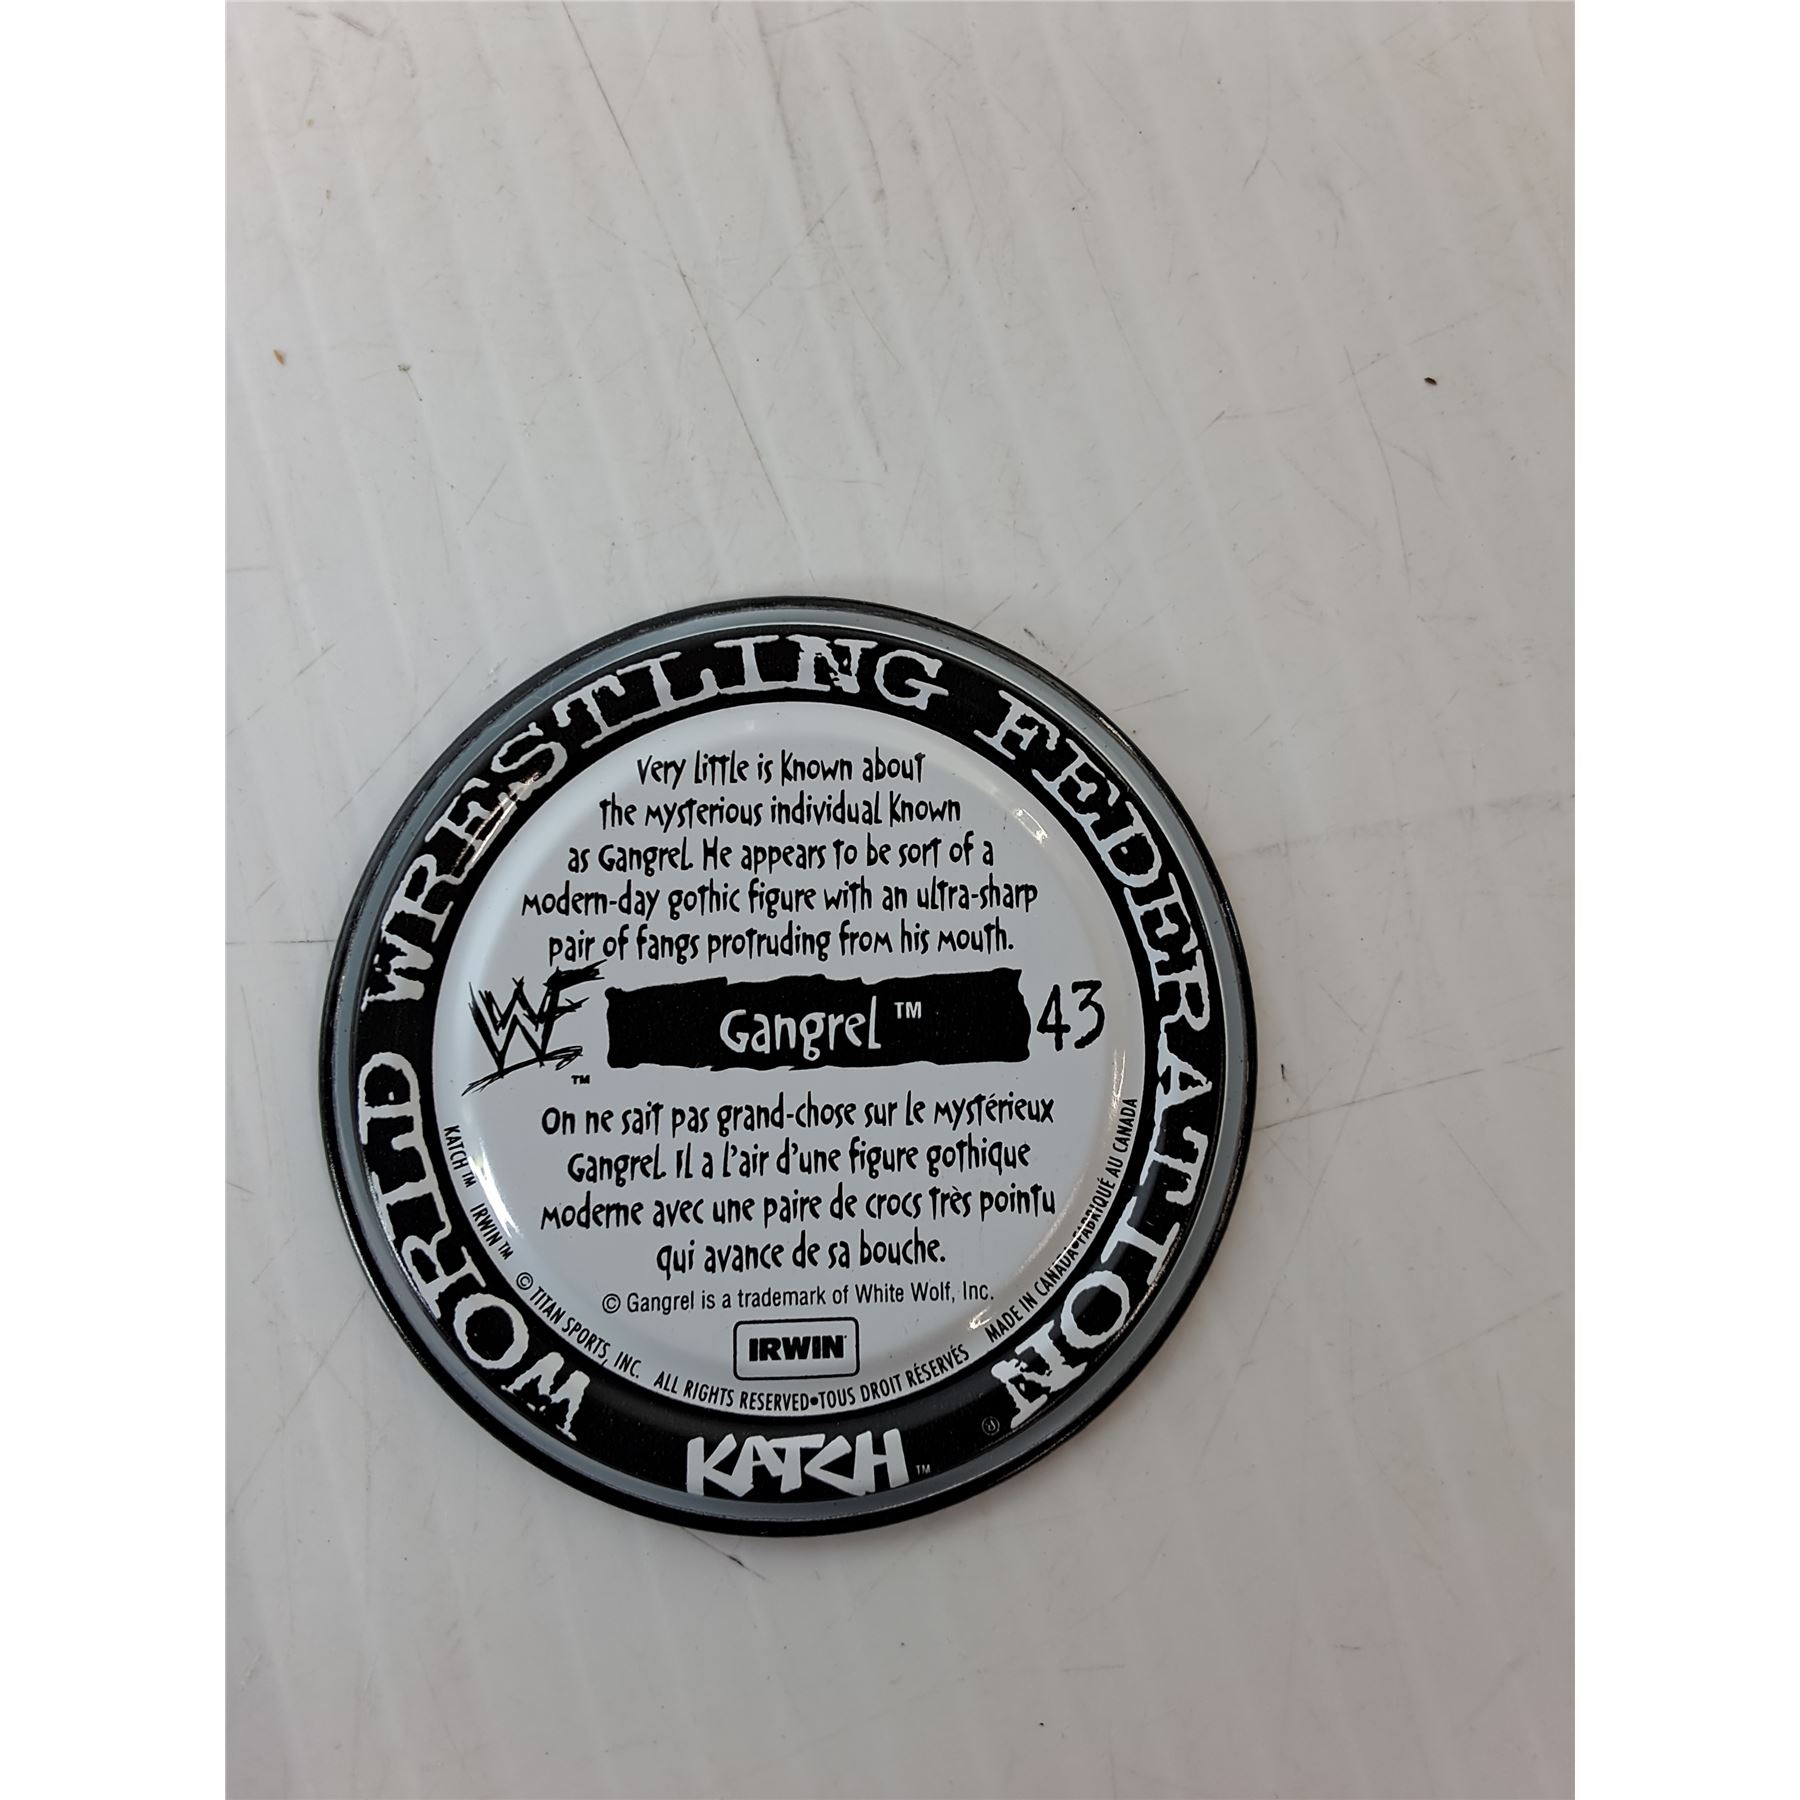 WORLD WRESTLING FEDERATION ®
Very little is known about
the mysterious individual known
as Gangrel. He appears to be sort of a
modern-day gothic figure with an ultra-sharp
pair of fangs protruding from his mouth.
WF ™
Gangrel ™
43
On ne sait pas grand-chose sur le mystérieux
Gangrel. Il a l'air d'une figure gothique
moderne avec une paire de crocs très pointu
qui avance de sa bouche.
© Gangrel is a trademark of White Wolf, Inc.
IRWIN
KATCH™ IRWIN™ © TITAN SPORTS, INC. ALL RIGHTS RESERVED•TOUS DROIT RÉSERVÉS MADE IN CANADA•FABRIQUÉ AU CANADA
KATCH ™